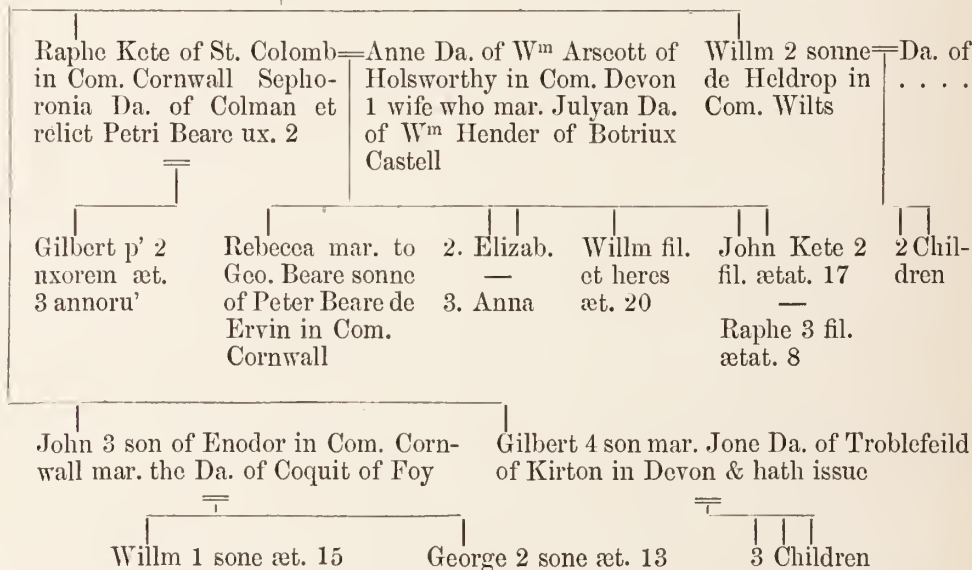 Raphe Kete of St. Colomb
in Com. Cornwall Sepho-
ronia Da. of Colman et
relict Petri Beare ux. 2
Anne Da. of Wᵐ Arscott of
Holsworthy in Com. Devon
1 wife who mar. Julyan Da.
of Wᵐ Hender of Botriux
Castell
Willm 2 sonne
de Heldrop in
Com. Wilts
Da. of
. . . .
Gilbert p' 2
uxorem æt.
3 annoru'
Rebecca mar. to
Geo. Beare sonne
of Peter Beare de
Ervin in Com.
Cornwall
2. Elizab.
—
3. Anna
Willm fil.
et heres
æt. 20
John Kete 2
fil. ætat. 17
—
Raphe 3 fil.
ætat. 8
2 Chil-
dren
John 3 son of Enodor in Com. Corn-
wall mar. the Da. of Coquit of Foy
Gilbert 4 son mar. Jone Da. of Troblefeild
of Kirton in Devon & hath issue
Willm 1 sone æt. 15
George 2 sone æt. 13
3 Children